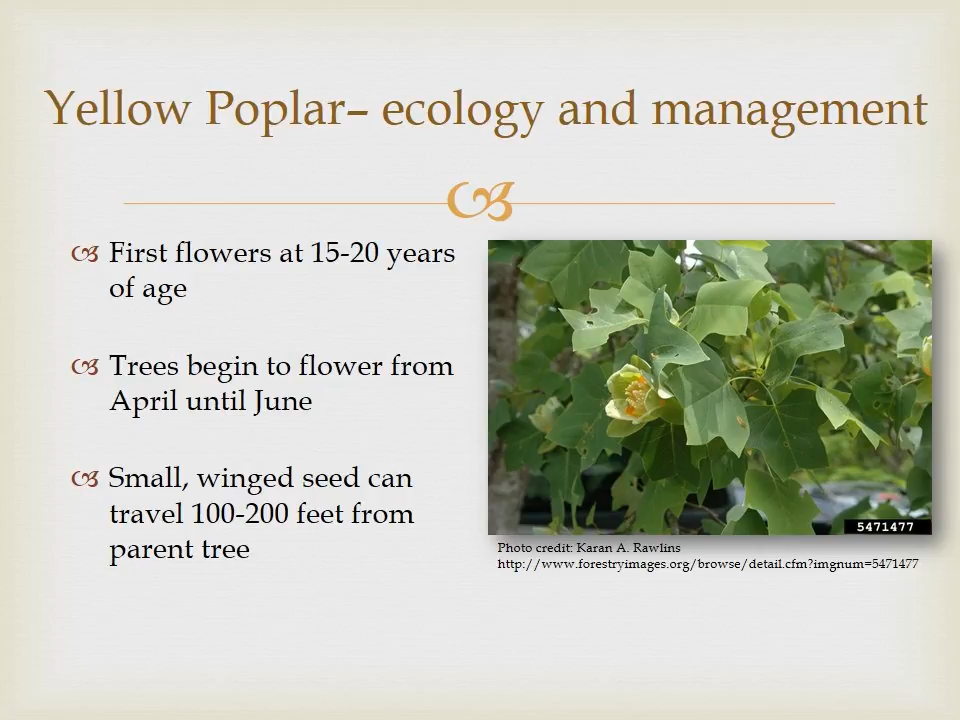 Yellow Poplar– ecology and management
First flowers at 15-20 years
of age
Trees begin to flower from
April until June
Small, winged seed can
travel 100-200 feet from
parent tree
5471477
Photo credit: Karan A. Rawlins
http://www.forestryimages.org/browse/detail.cfm?imgnum=5471477